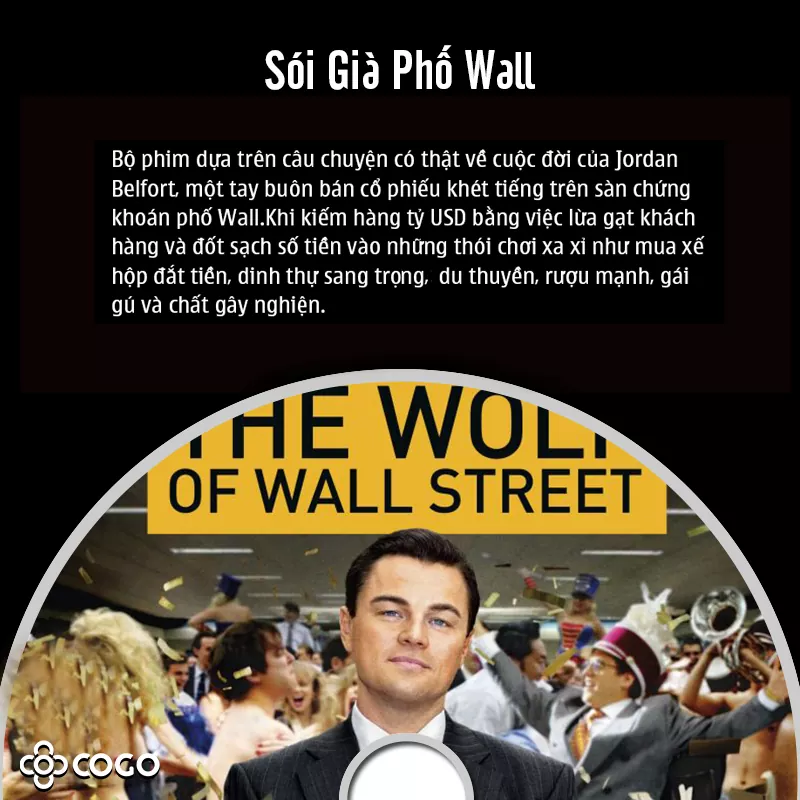 Sói Già Phố Wall
Bộ phim dựa trên câu chuyện có thật về cuộc đời của Jordan
Belfort, một tay buôn bán cổ phiếu khét tiếng trên sàn chứng
khoán phố Wall.Khi kiếm hàng tỷ USD bằng việc lừa gạt khách
hàng và đốt sạch số tiền vào những thói chơi xa xỉ như mua xế
hộp đắt tiền, dinh thự sang trọng, du thuyền, rượu mạnh, gái
gú và chất gây nghiện.
THE WOLF
OF WALL STREET
COGO